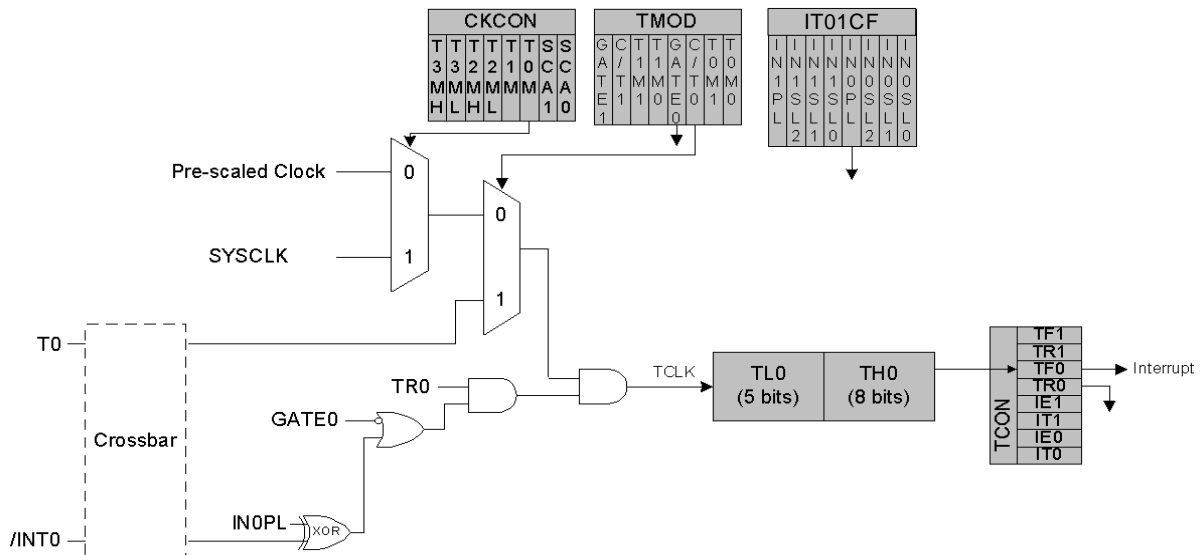 CKCON
T3MH
T3ML
T2MH
T2ML
T1M
T0M
SCA1
SCA0
TMOD
GATE1
C/T1
T1M1
T1M0
GATE0
C/T0
T0M1
T0M0
IT01CF
IN1PL
IN1SL2
IN1SL1
IN1SL0
IN0PL
IN0SL2
IN0SL1
IN0SL0
Pre-scaled Clock
0
SYSCLK
1
0
1
T0
Crossbar
/INT0
TR0
GATE0
IN0PL
XOR
TCLK
TL0
(5 bits)
TH0
(8 bits)
TCON
TF1
TR1
TF0
TR0
IE1
IT1
IE0
IT0
Interrupt